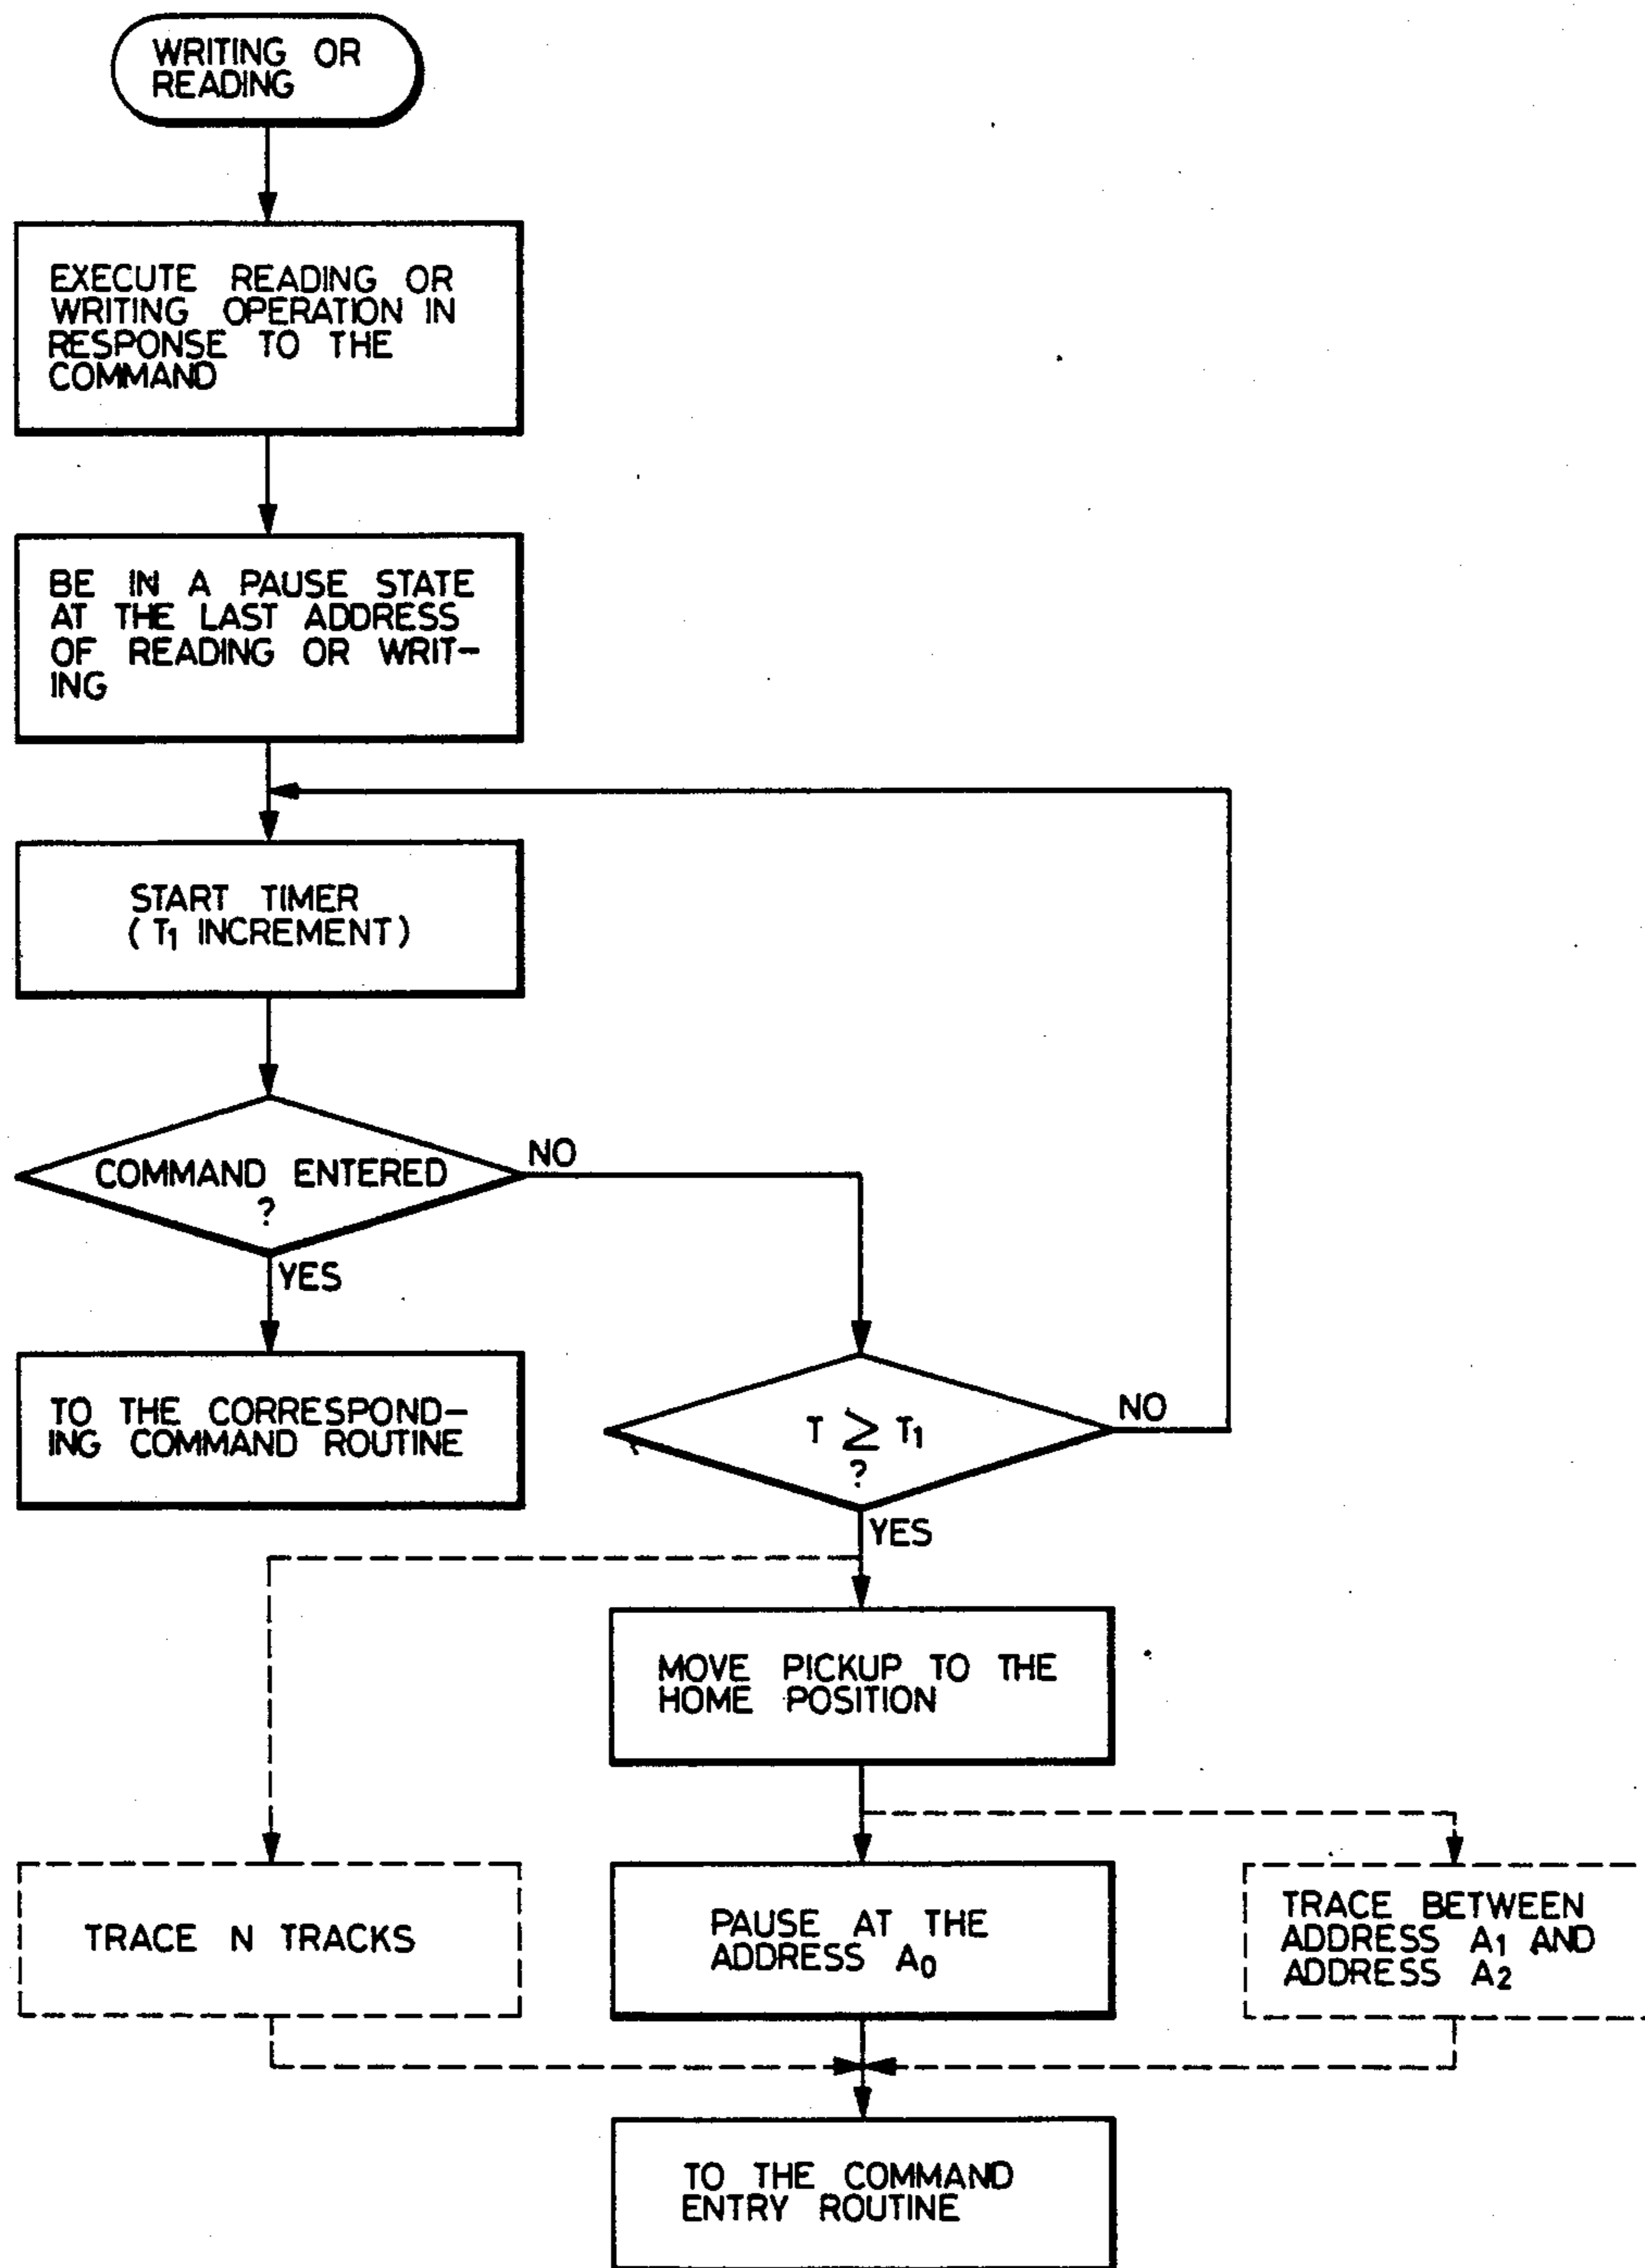 WRITING OR
READING
EXECUTE READING OR
WRITING OPERATION IN
RESPONSE TO THE
COMMAND
BE IN A PAUSE STATE
AT THE LAST ADDRESS
OF READING OR WRIT-
ING
START TIMER
(T₁ INCREMENT)
COMMAND ENTERED
?
NO
YES
TO THE CORRESPOND-
ING COMMAND ROUTINE
T ≥ T₁
?
NO
YES
MOVE PICKUP TO THE
HOME POSITION
TRACE N TRACKS
PAUSE AT THE
ADDRESS A₀
TRACE BETWEEN
ADDRESS A₁ AND
ADDRESS A₂
TO THE COMMAND
ENTRY ROUTINE